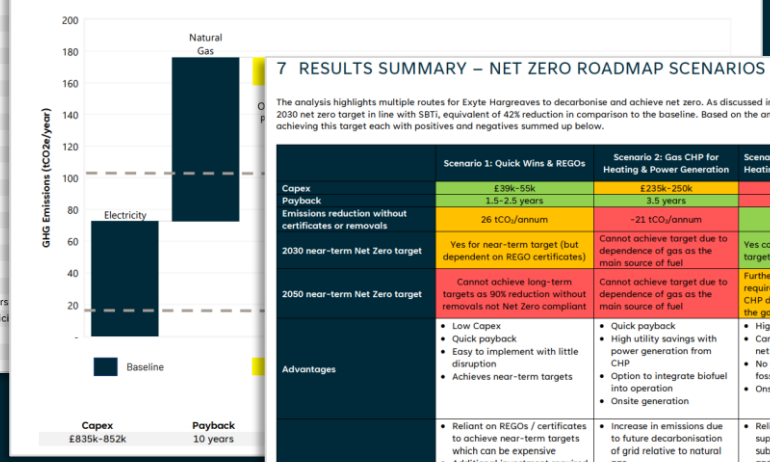 200
180
160
140
120
100
80
60
40
20
-
GHG Emissions (tCO2e/year)
Natural
Gas
Electricity
Baseline
Capex
Payback
£835k-852k
10 years
7 RESULTS SUMMARY – NET ZERO ROADMAP SCENARIOS
The analysis highlights multiple routes for Exyte Hargreaves to decarbonise and achieve net zero. As discussed
2030 net zero target in line with SBTi, equivalent of 42% reduction in comparison to the baseline. Based on the
achieving this target each with positives and negatives summed up below.
Scenario 1: Quick Wins & REGOs
Scenario 2: Gas CHP for
Heating & Power Generation
Capex
£39k-55k
£235k-250k
Payback
1.5-2.5 years
3.5 years
Emissions reduction without
certificates or removals
26 tCO₂/annum
-21 tCO₂/annum
2030 near-term Net Zero target
Yes for near-term target (but
dependent on REGO certificates)
Cannot achieve target due to
dependence of gas as the
main source of fuel
Yes
target
2050 near-term Net Zero target
Cannot achieve long-term
targets as 90% reduction without
removals not Net Zero compliant
Cannot achieve target due to
dependence of gas as the
main source of fuel
CHP
the
Advantages
• Low Capex
• Quick payback
• Easy to implement with little
disruption
• Achieves near-term targets
• Quick payback
• High utility savings with
power generation from
CHP
• Option to integrate biofuel
into operation
• Onsite generation
• No
• Reliant on REGOs / certificates
to achieve near-term targets
which can be expensive
• Additional investment required
• Increase in emissions due
to future decarbonisation
of grid relative to natural